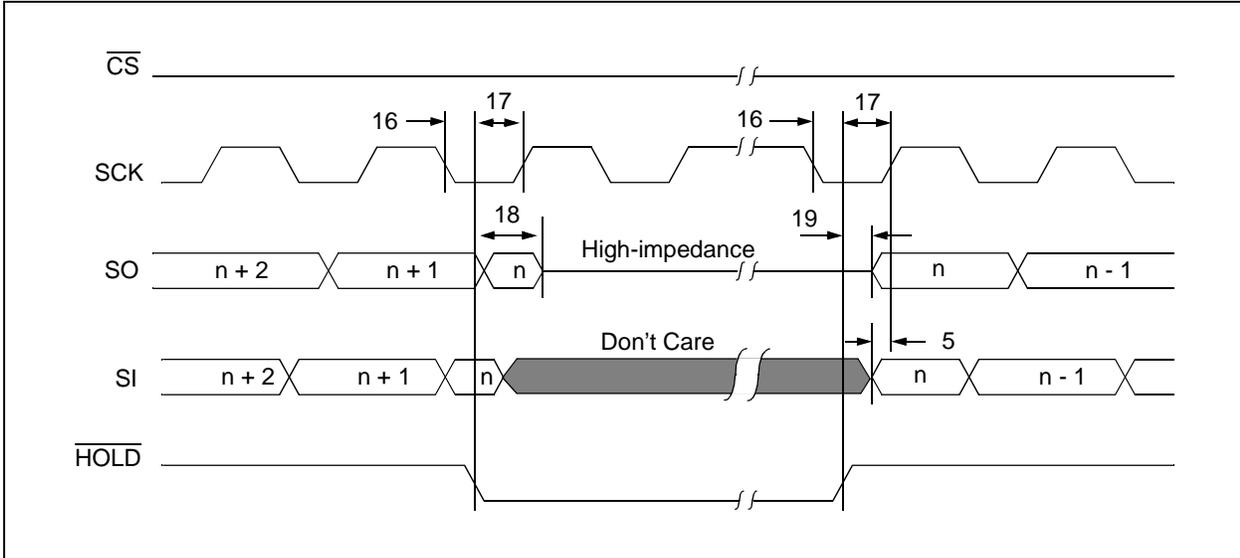 CS
17
17
16
16
SCK
18
19
High-impedance
SO
n + 2
n + 1
n
n
n - 1
Don't Care
5
SI
n + 2
n + 1
n
n
n - 1
HOLD